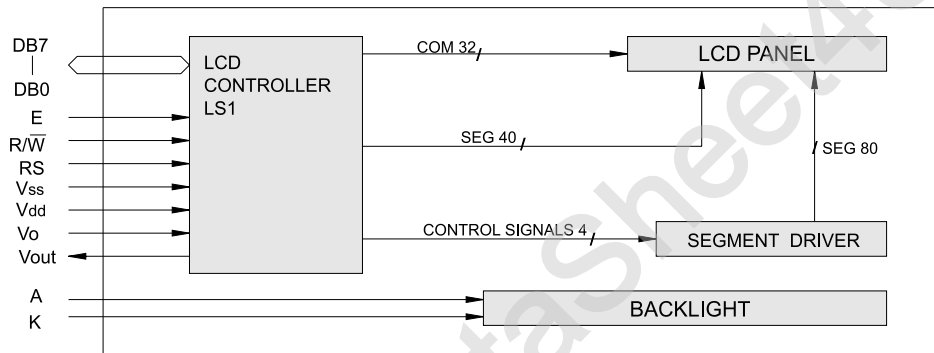 DB7
DB0
E
R/W̅
RS
Vss
Vdd
Vo
Vout
A
K
LCD
CONTROLLER
LS1
COM 32
SEG 40
CONTROL SIGNALS 4
LCD PANEL
SEG 80
SEGMENT DRIVER
BACKLIGHT
taSheet4